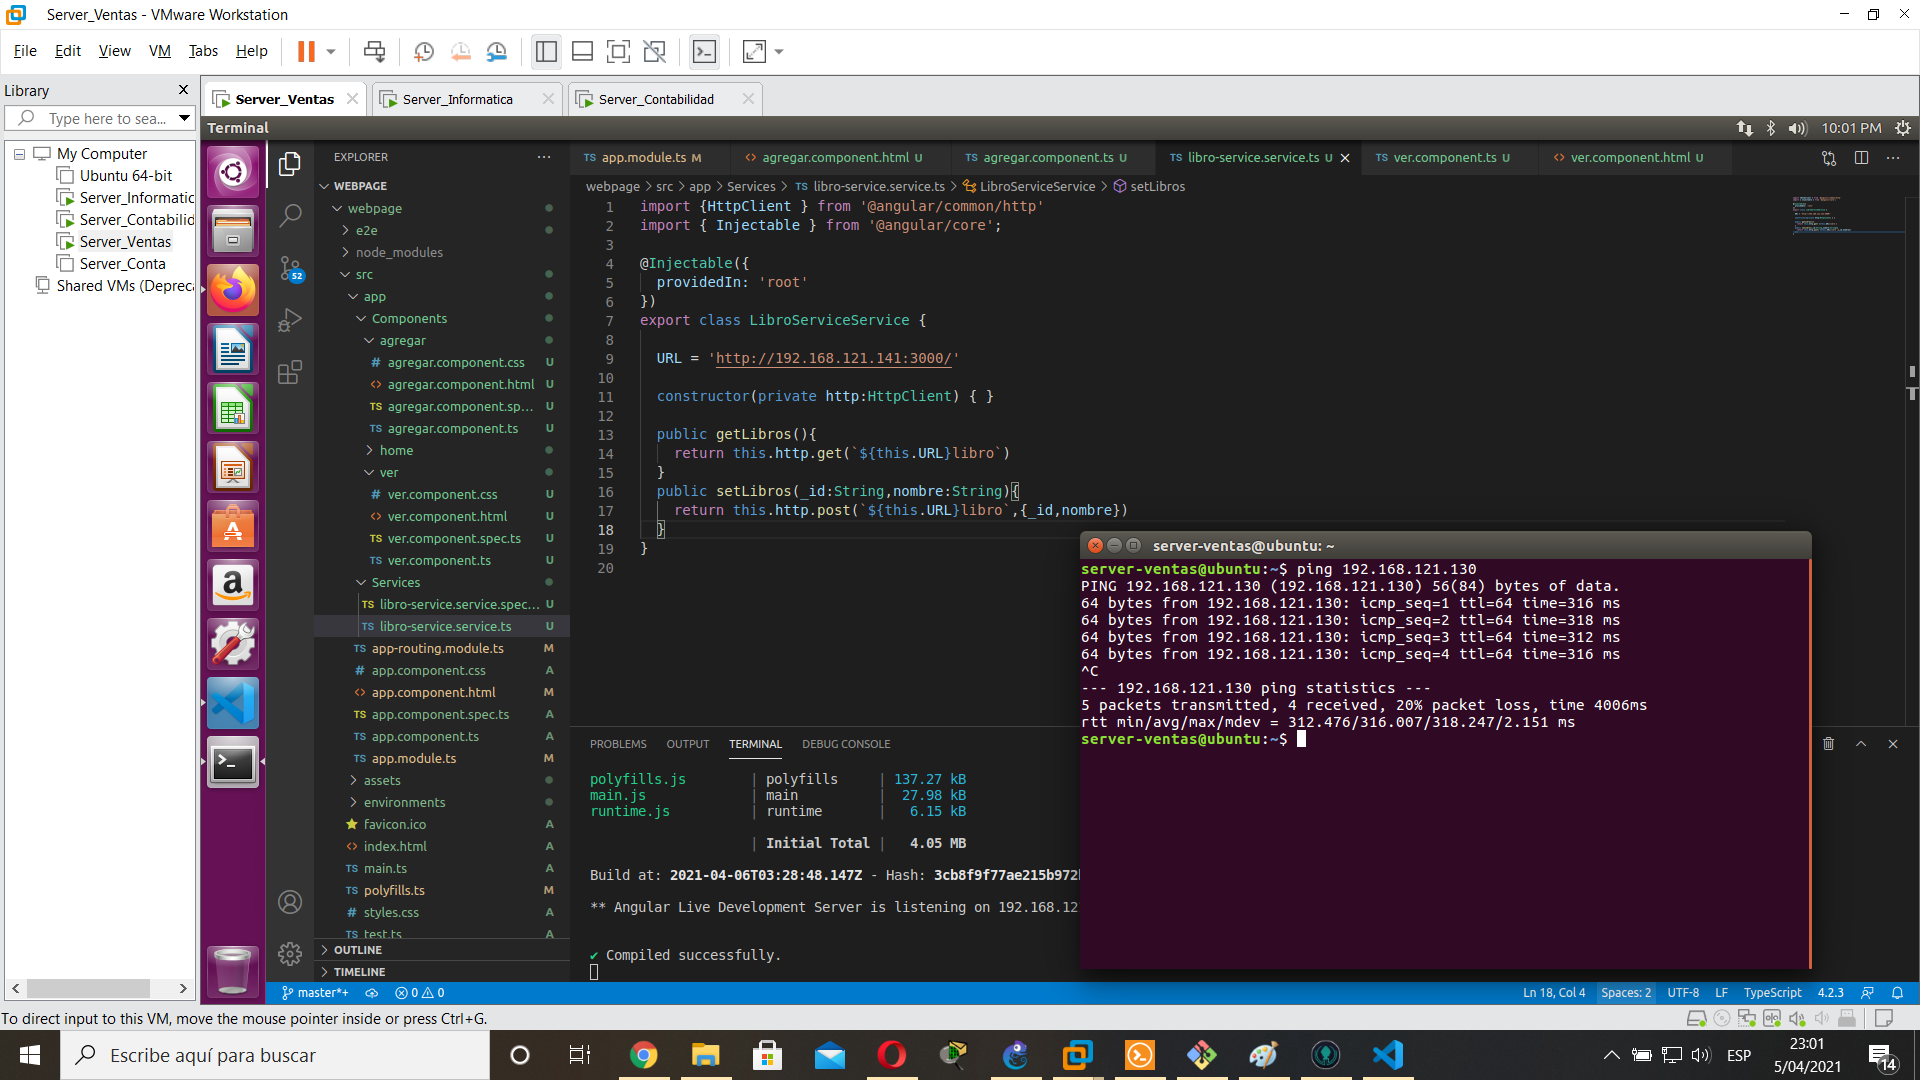 Server_Ventas - VMware Workstation
File Edit View VM Tabs Help
Library
Type here to sea...
My Computer
Ubuntu 64-bit
Server_Informatic
Server_Contabilid
Server_Ventas
Server_Conta
Shared VMs (Depreca
Server_Ventas Server_Informatica Server_Contabilidad
Terminal 10:01 PM
52
EXPLORER
WEBPAGE
webpage
e2e
node_modules
src
app
Components
agregar
# agregar.component.css U
<> agregar.component.html U
TS agregar.component.sp... U
TS agregar.component.ts U
home
ver
# ver.component.css U
<> ver.component.html U
TS ver.component.spec.ts U
TS ver.component.ts U
Services
TS libro-service.service.spec... U
TS libro-service.service.ts U
TS app-routing.module.ts M
# app.component.css A
<> app.component.html M
TS app.component.spec.ts A
TS app.component.ts A
TS app.module.ts M
assets
environments
favicon.ico A
<> index.html A
TS main.ts A
TS polyfills.ts M
# styles.css A
TS test.ts A
OUTLINE
TIMELINE
TS app.module.ts M <> agregar.component.html U TS agregar.component.ts U TS libro-service.service.ts U TS ver.component.ts U <> ver.component.html U
webpage > src > app > Services > TS libro-service.service.ts > LibroServiceService > setLibros
1 import {HttpClient } from '@angular/common/http'
2 import { Injectable } from '@angular/core';
3
4 @Injectable({
5 providedIn: 'root'
6 })
7 export class LibroServiceService {
8
9 URL = 'http://192.168.121.141:3000/'
10
11 constructor(private http:HttpClient) { }
12
13 public getLibros(){
14 return this.http.get(`${this.URL}libro`)
15 }
16 public setLibros(_id:String,nombre:String){
17 return this.http.post(`${this.URL}libro`,{_id,nombre})
18 }
19 }
20
PROBLEMS OUTPUT TERMINAL DEBUG CONSOLE
polyfills.js | polyfills | 137.27 kB
main.js | main | 27.98 kB
runtime.js | runtime | 6.15 kB
| Initial Total | 4.05 MB
Build at: 2021-04-06T03:28:48.147Z - Hash: 3cb8f9f77ae215b972
** Angular Live Development Server is listening on 192.168.12
✔ Compiled successfully.
server-ventas@ubuntu: ~
server-ventas@ubuntu:~$ ping 192.168.121.130
PING 192.168.121.130 (192.168.121.130) 56(84) bytes of data.
64 bytes from 192.168.121.130: icmp_seq=1 ttl=64 time=316 ms
64 bytes from 192.168.121.130: icmp_seq=2 ttl=64 time=318 ms
64 bytes from 192.168.121.130: icmp_seq=3 ttl=64 time=312 ms
64 bytes from 192.168.121.130: icmp_seq=4 ttl=64 time=316 ms
^C
--- 192.168.121.130 ping statistics ---
5 packets transmitted, 4 received, 20% packet loss, time 4006ms
rtt min/avg/max/mdev = 312.476/316.007/318.247/2.151 ms
server-ventas@ubuntu:~$
master*+ 0 0 Ln 18, Col 4 Spaces: 2 UTF-8 LF TypeScript 4.2.3
To direct input to this VM, move the mouse pointer inside or press Ctrl+G.
Escribe aquí para buscar
ESP
23:01
5/04/2021
14